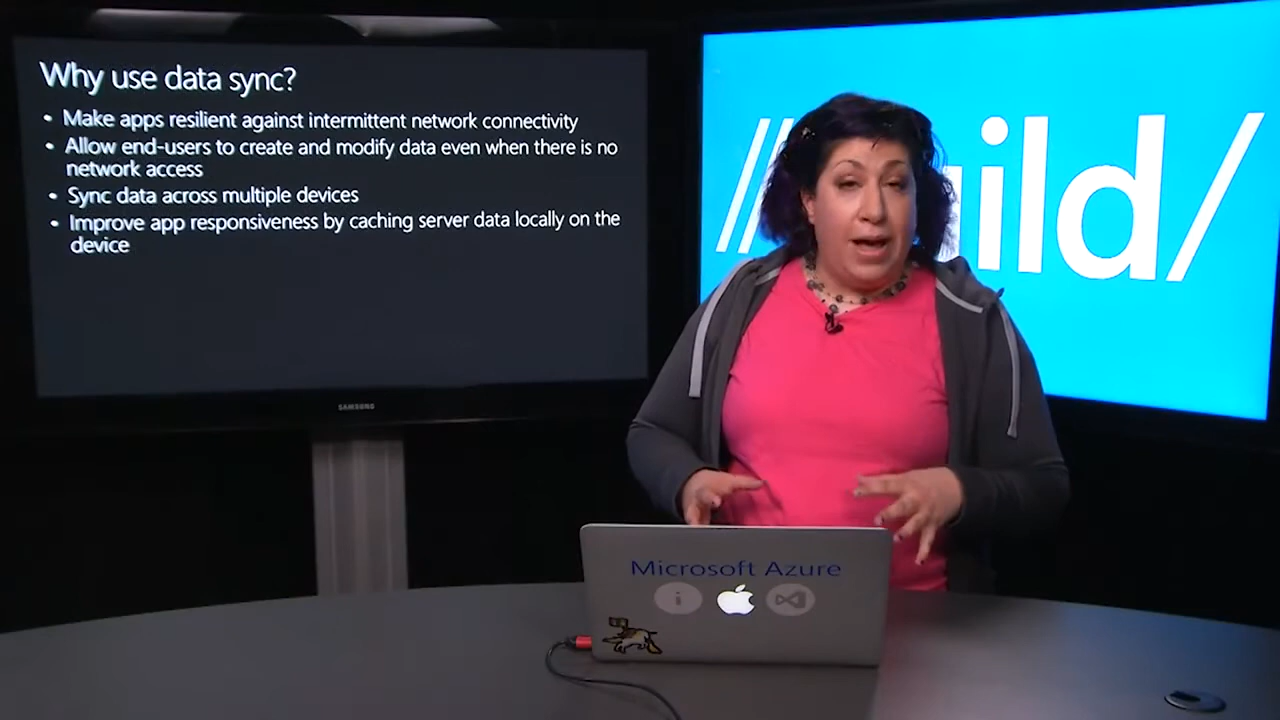 Why use data sync?
• Make apps resilient against intermittent network connectivity
• Allow end-users to create and modify data even when there is no
network access
• Sync data across multiple devices
• Improve app responsiveness by caching server data locally on the
device
SAMSUNG
//ild/
Microsoft Azure
i